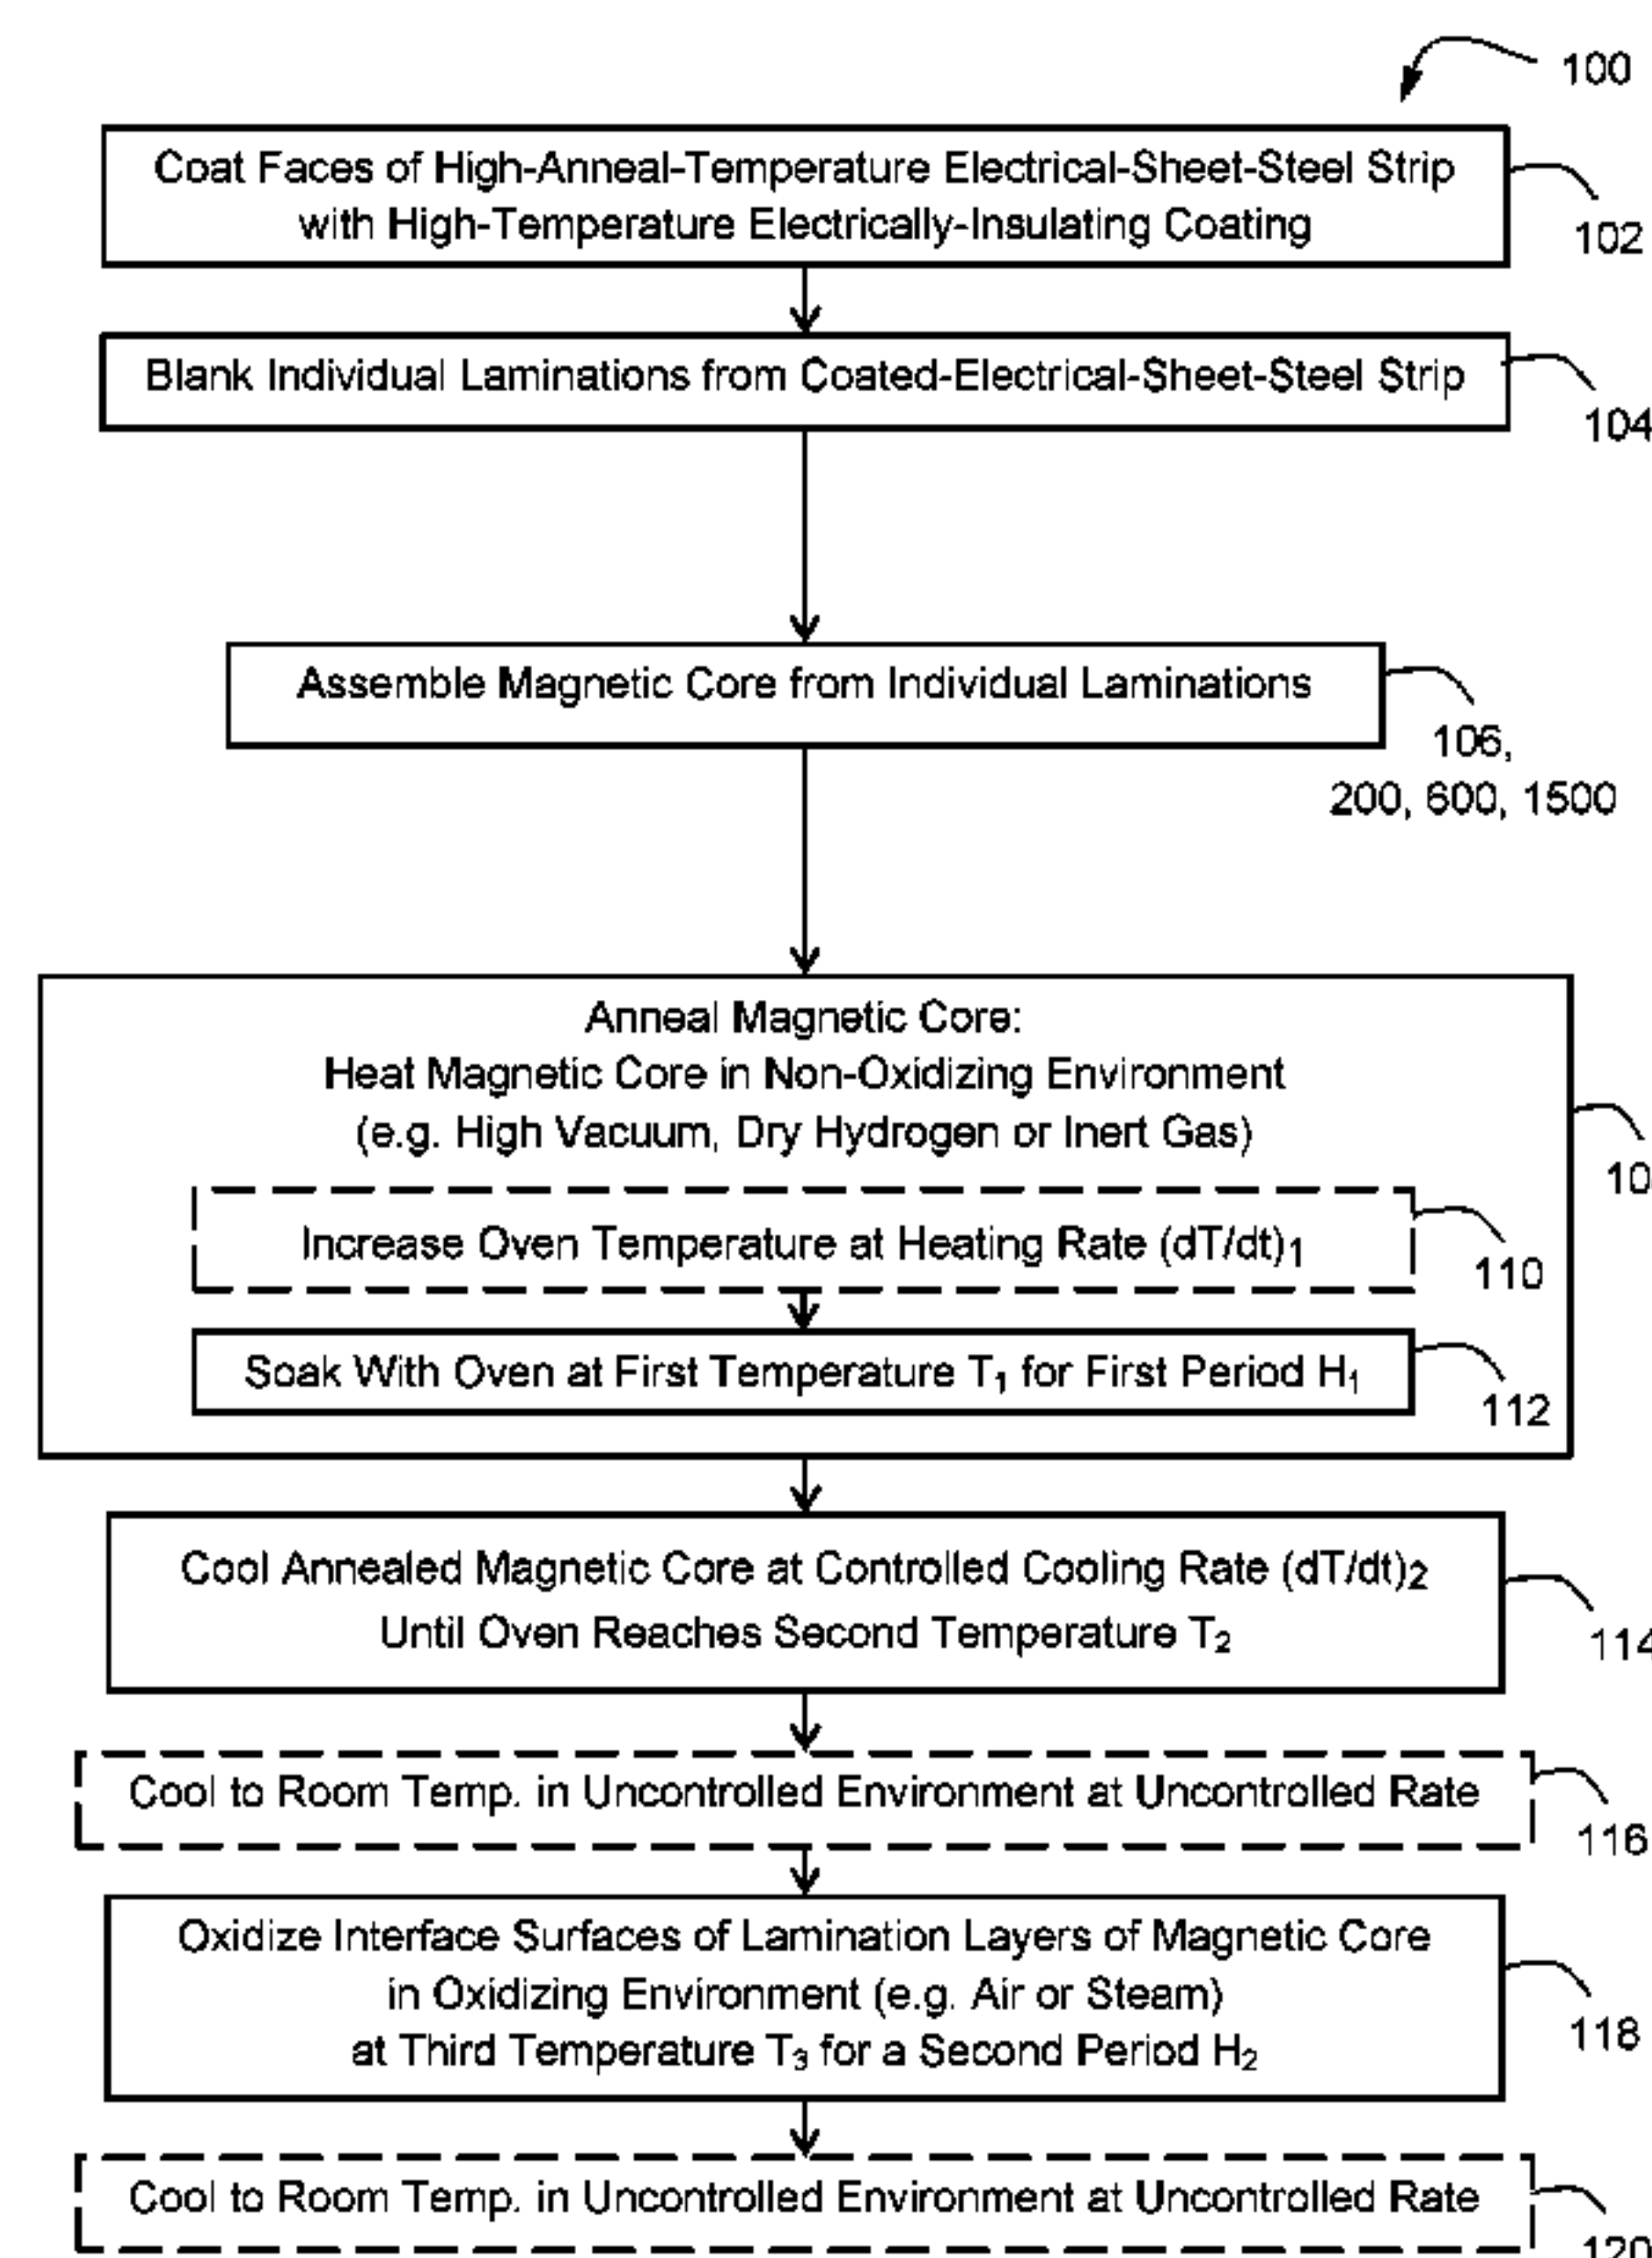 100
Coat Faces of High-Anneal-Temperature Electrical-Sheet-Steel Strip
with High-Temperature Electrically-Insulating Coating
102
Blank Individual Laminations from Coated-Electrical-Sheet-Steel Strip
104
Assemble Magnetic Core from Individual Laminations
106,
200, 600, 1500
Anneal Magnetic Core:
Heat Magnetic Core in Non-Oxidizing Environment
(e.g. High Vacuum, Dry Hydrogen or Inert Gas)
10
Increase Oven Temperature at Heating Rate (dT/dt)1
110
Soak With Oven at First Temperature T₁ for First Period H₁
112
Cool Annealed Magnetic Core at Controlled Cooling Rate (dT/dt)2
Until Oven Reaches Second Temperature T₂
114
Cool to Room Temp. in Uncontrolled Environment at Uncontrolled Rate
116
Oxidize Interface Surfaces of Lamination Layers of Magnetic Core
in Oxidizing Environment (e.g. Air or Steam)
at Third Temperature T₃ for a Second Period H₂
118
Cool to Room Temp. in Uncontrolled Environment at Uncontrolled Rate
120